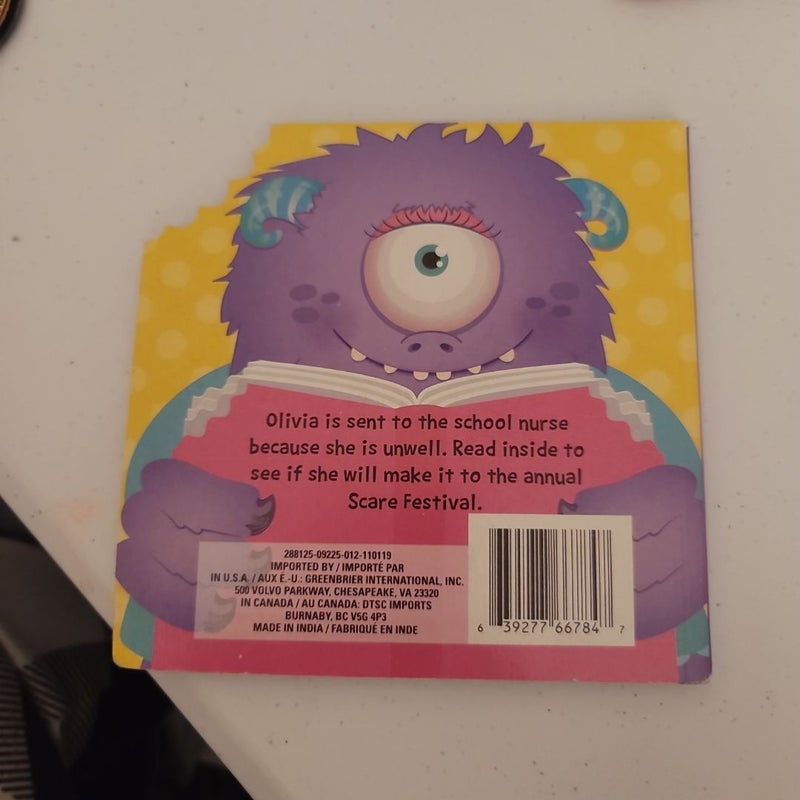 Olivia is sent to the school nurse
because she is unwell. Read inside to
see if she will make it to the annual
Scare Festival.
288125-09225-012-110119
IMPORTED BY / IMPORTÉ PAR
IN U.S.A. / AUX É.-U.: GREENBRIER INTERNATIONAL, INC.
500 VOLVO PARKWAY, CHESAPEAKE, VA 23320
IN CANADA / AU CANADA: DTSC IMPORTS
BURNABY, BC V5G 4P3
MADE IN INDIA / FABRIQUÉ EN INDE
6 39277 66784 7